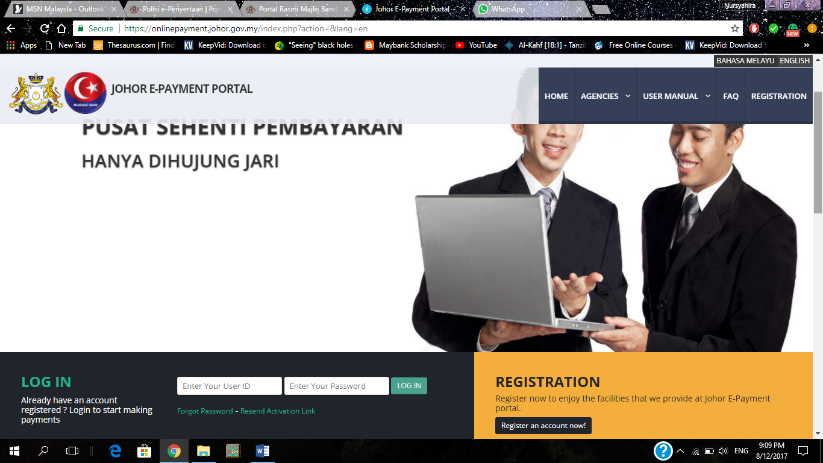 Nursyahira
MSN Malaysia - Outlook
Polisi e-Penyertaan | Po
Portal Rasmi Majlis Band
Johor E-Payment Portal -
WhatsApp
Secure https://onlinepayment.johor.gov.my/index.php?action=&lang=en
Apps New Tab Thesaurus.com | Find KeepVid: Download "Seeing" black holes Maybank Scholarship YouTube Al-Kahf [18:1] - Tanzil Free Online Courses KeepVid: Download Y »
BAHASA MELAYU ENGLISH
JOHOR E-PAYMENT PORTAL
HOME AGENCIES USER MANUAL FAQ REGISTRATION
PUSAT SEHENTI PEMBAYARAN
HANYA DIHUJUNG JARI
LOG IN
Already have an account
registered ? Login to start making
payments
Enter Your User ID Enter Your Password LOG IN
Forgot Password - Resend Activation Link
REGISTRATION
Register now to enjoy the facilities that we provide at Johor E-Payment
portal.
Register an account now!
ENG
9:09 PM
8/12/2017